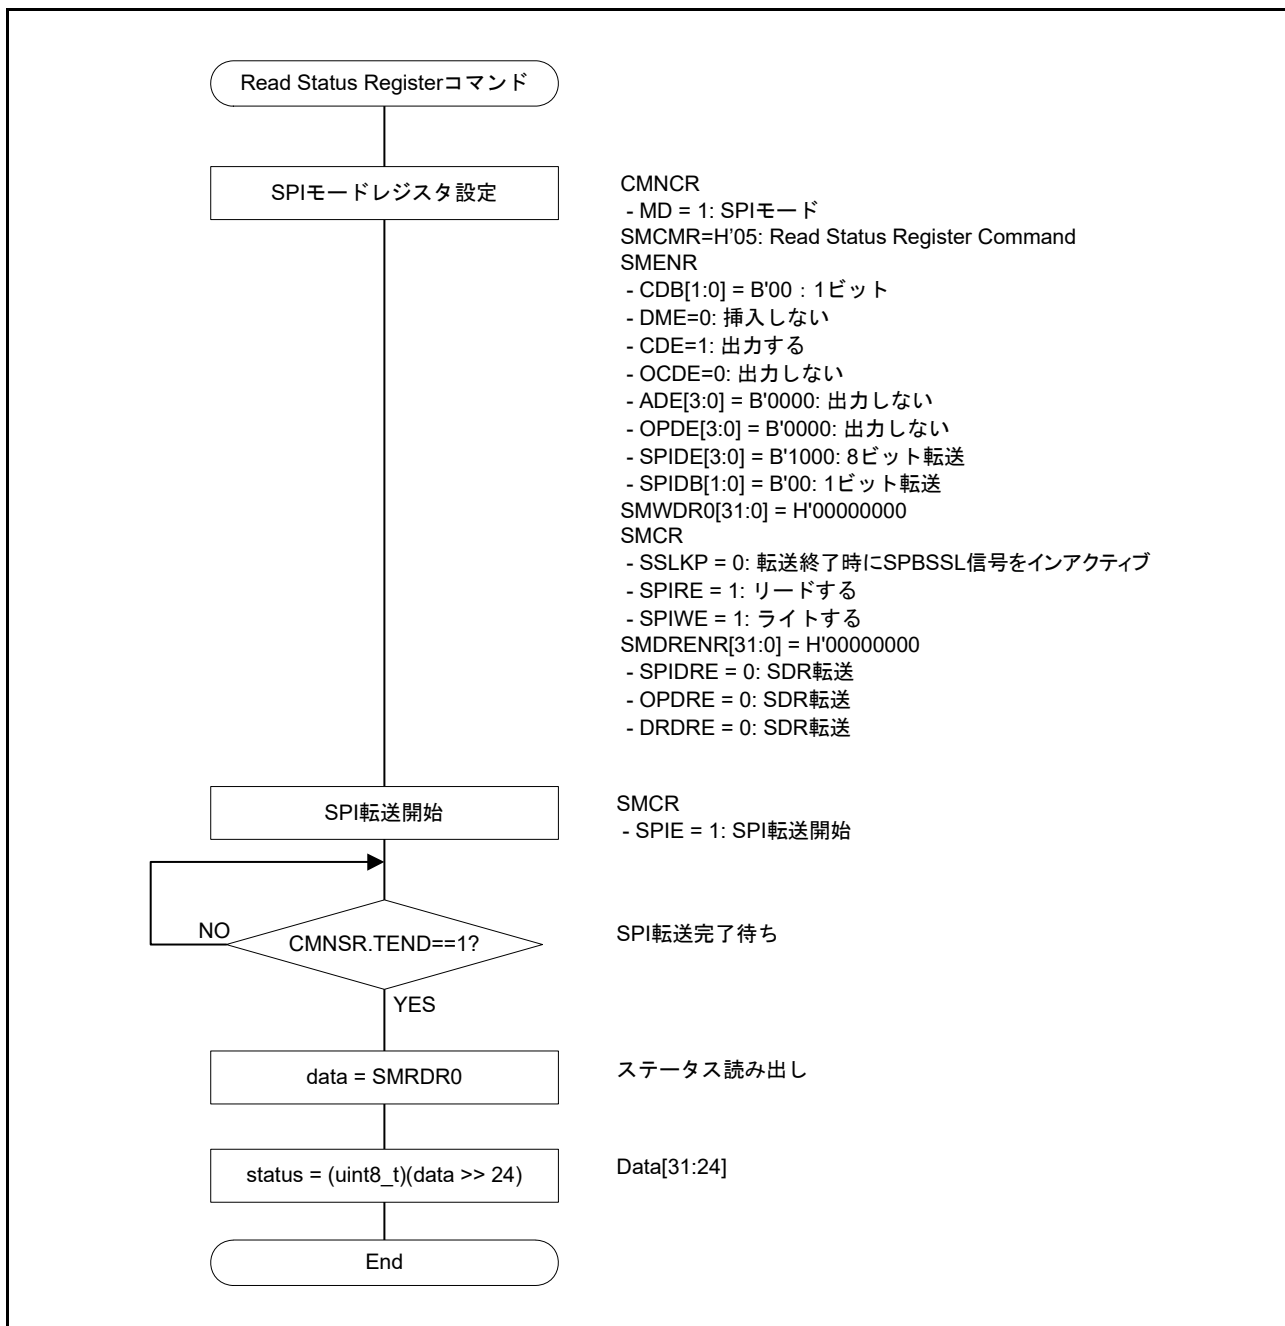 Read Status Registerコマンド
SPIモードレジスタ設定
CMNCR
- MD = 1: SPIモード
SMCMR=H’05: Read Status Register Command
SMENR
- CDB[1:0] = B'00：1ビット
- DME=0: 挿入しない
- CDE=1: 出力する
- OCDE=0: 出力しない
- ADE[3:0] = B'0000: 出力しない
- OPDE[3:0] = B'0000: 出力しない
- SPIDE[3:0] = B'1000: 8ビット転送
- SPIDB[1:0] = B'00: 1ビット転送
SMWDR0[31:0] = H'00000000
SMCR
- SSLKP = 0: 転送終了時にSPBSSL信号をインアクティブ
- SPIRE = 1: リードする
- SPIWE = 1: ライトする
SMDRENR[31:0] = H'00000000
- SPIDRE = 0: SDR転送
- OPDRE = 0: SDR転送
- DRDRE = 0: SDR転送
SPI転送開始
SMCR
- SPIE = 1: SPI転送開始
NO
CMNSR.TEND==1?
SPI転送完了待ち
YES
data = SMRDR0
ステータス読み出し
status = (uint8_t)(data >> 24)
Data[31:24]
End